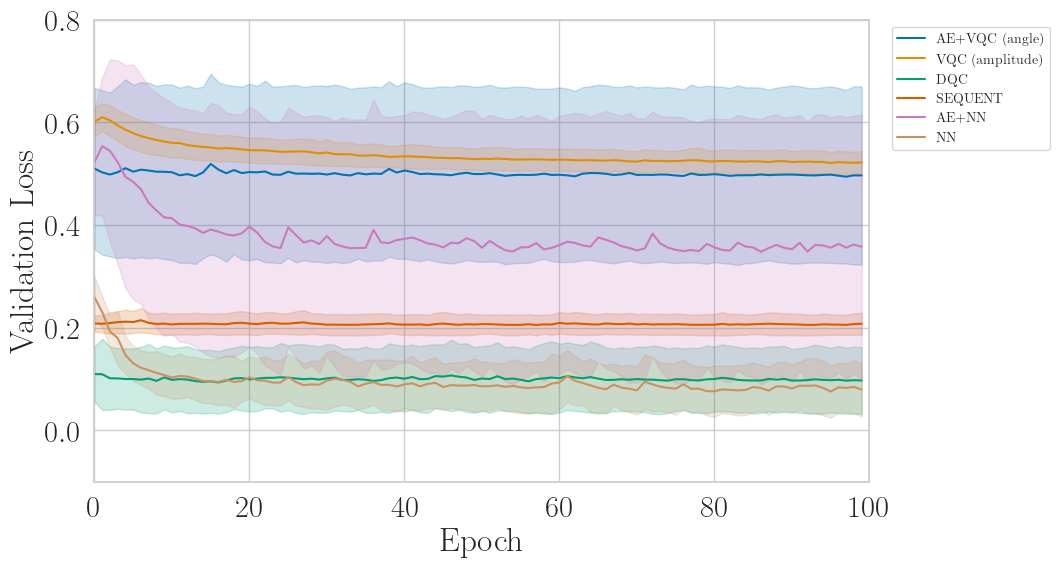 0.8
0.6
0.4
0.2
0.0
Validation Loss
0 20 40 60 80 100
Epoch
AE+VQC (angle)
VQC (amplitude)
DQC
SEQUENT
AE+NN
NN